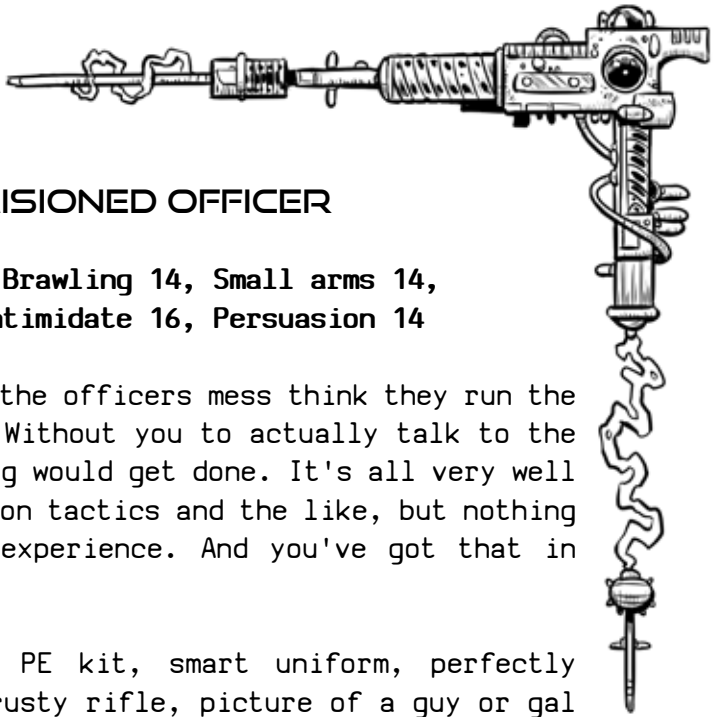 ISIONED OFFICER
Brawling 14, Small arms 14,
timidate 16, Persuasion 14
the officers mess think they run the
Without you to actually talk to the
g would get done. It's all very well
on tactics and the like, but nothing
experience. And you've got that in
PE kit, smart uniform, perfectly
rusty rifle, picture of a guy or gal